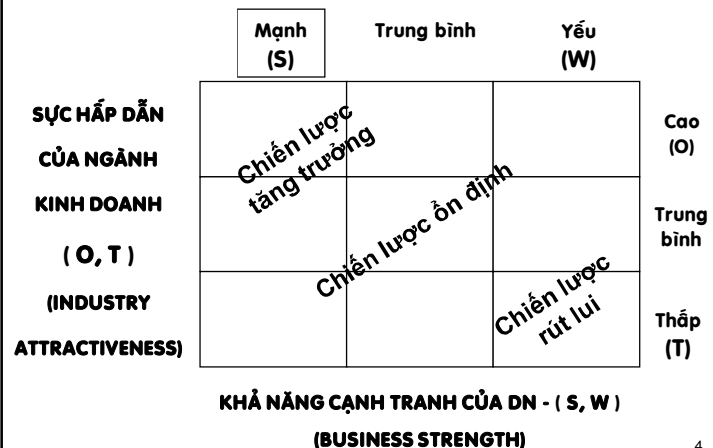 Mạnh
(S)
Trung bình
Yếu
(W)
SỰC HẤP DẪN
CỦA NGÀNH
KINH DOANH
( O, T )
(INDUSTRY
ATTRACTIVENESS)
Chiến lược
tăng trưởng
Chiến lược ổn định
Chiến lược
rút lui
Cao
(O)
Trung
bình
Thấp
(T)
KHẢ NĂNG CẠNH TRANH CỦA DN - ( S, W )
(BUSINESS STRENGTH)
4